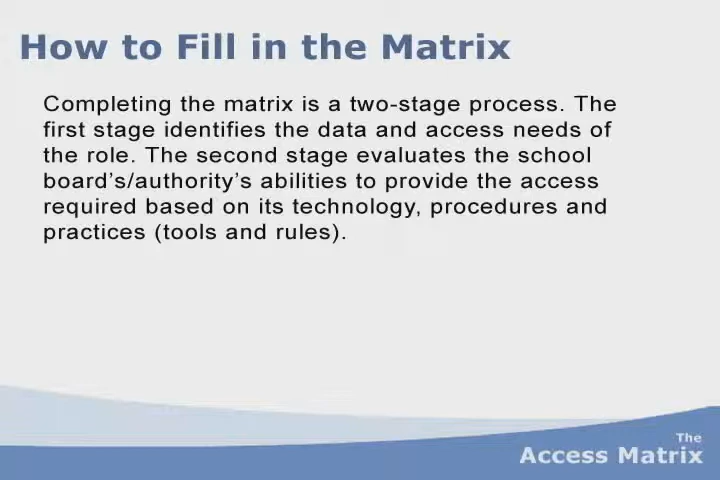 How to Fill in the Matrix
Completing the matrix is a two-stage process. The
first stage identifies the data and access needs of
the role. The second stage evaluates the school
board's/authority's abilities to provide the access
required based on its technology, procedures and
practices (tools and rules).
The
Access Matrix